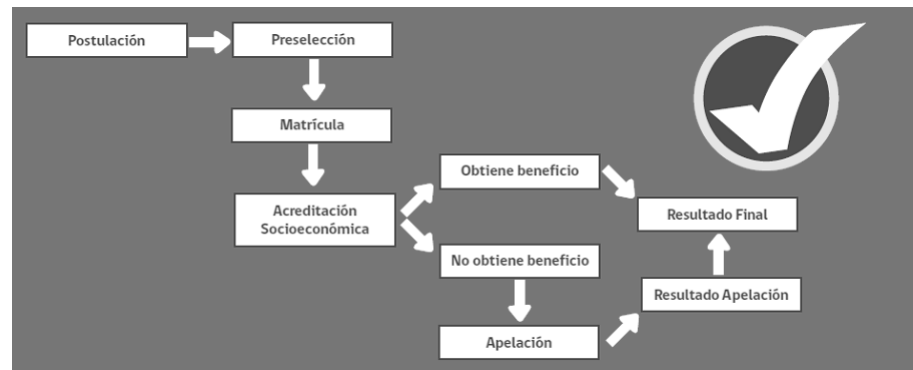 Postulación
Preselección
Matrícula
Acreditación
Socioeconómica
Obtiene beneficio
No obtiene beneficio
Apelación
Resultado Apelación
Resultado Final